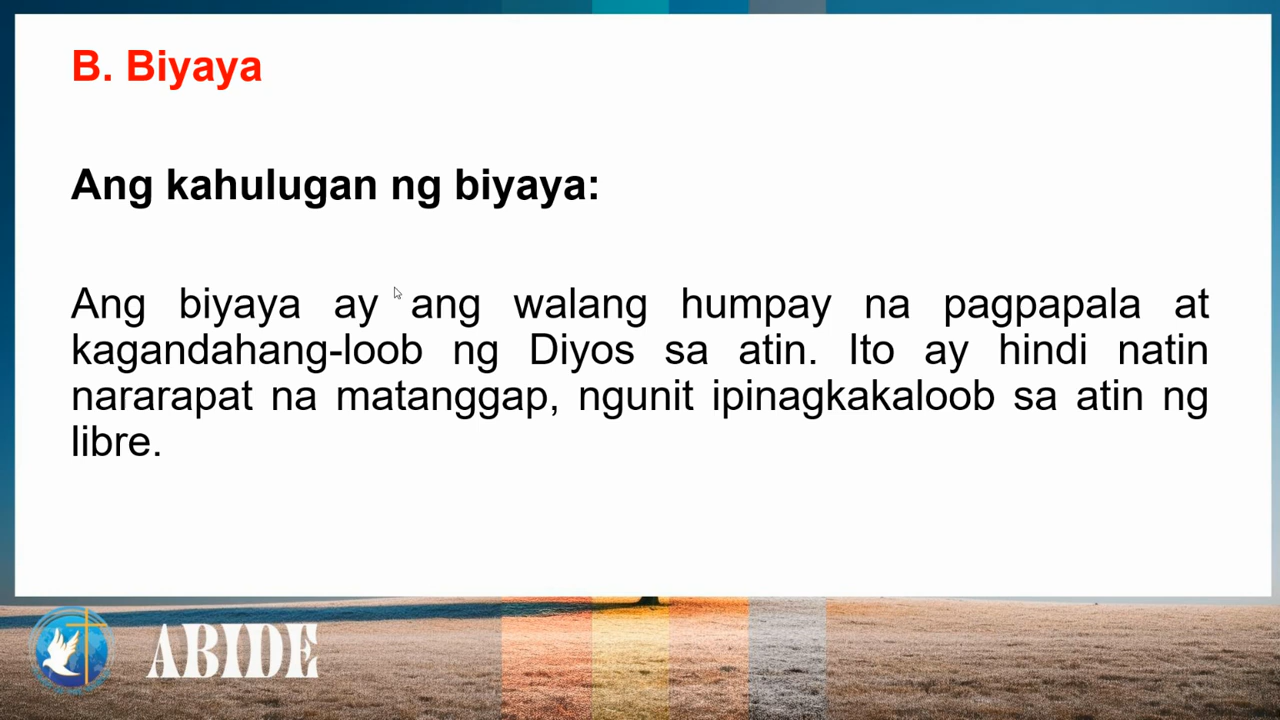 B. Biyaya
Ang kahulugan ng biyaya:
Ang biyaya ay ang walang humpay na pagpapala at
kagandahang-loob ng Diyos sa atin. Ito ay hindi natin
nararapat na matanggap, ngunit ipinagkakaloob sa atin ng
libre.
ABIDE